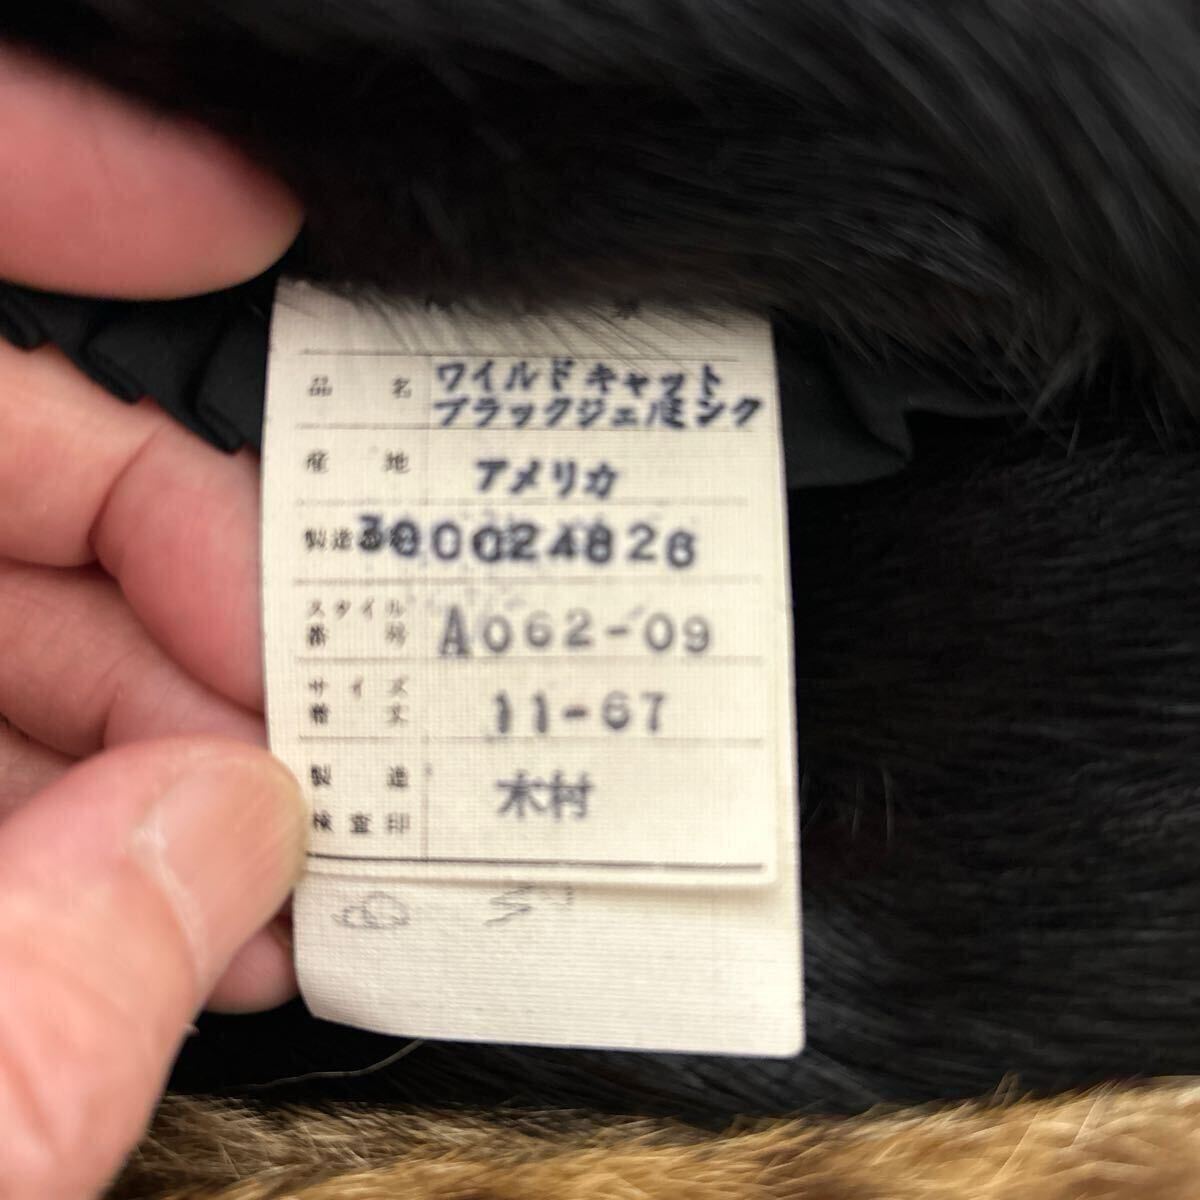 品名 ワイルドキャット
ブラックジェ/ミンク
産地 アメリカ
製造 360024826
スタイル
番号 A062-09
サイズ
着丈 11-67
製造
検査印 木村